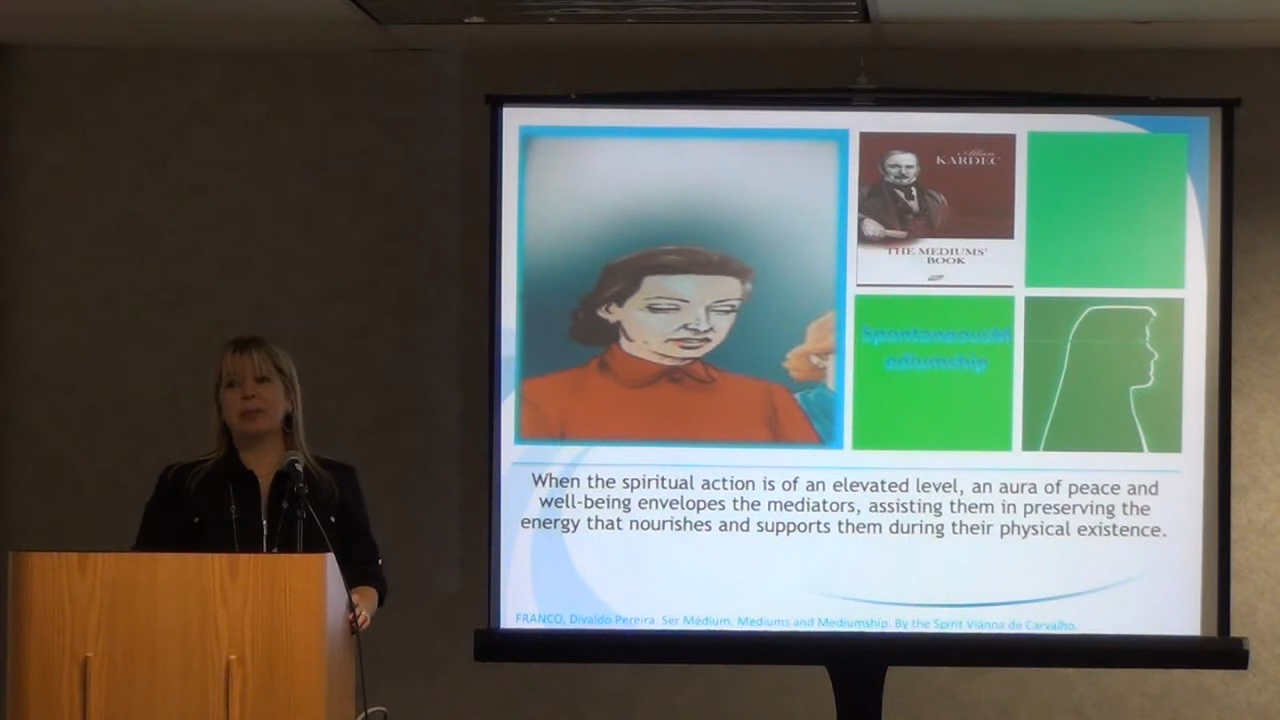 Allan
KARDEC
THE MEDIUMS'
BOOK
SpontaneousM
ediumship
When the spiritual action is of an elevated level, an aura of peace and
well-being envelopes the mediators, assisting them in preserving the
energy that nourishes and supports them during their physical existence.
FRANCO, Divaldo Pereira. Ser Médium. Mediums and Mediumship. By the Spirit Vianna de Carvalho.